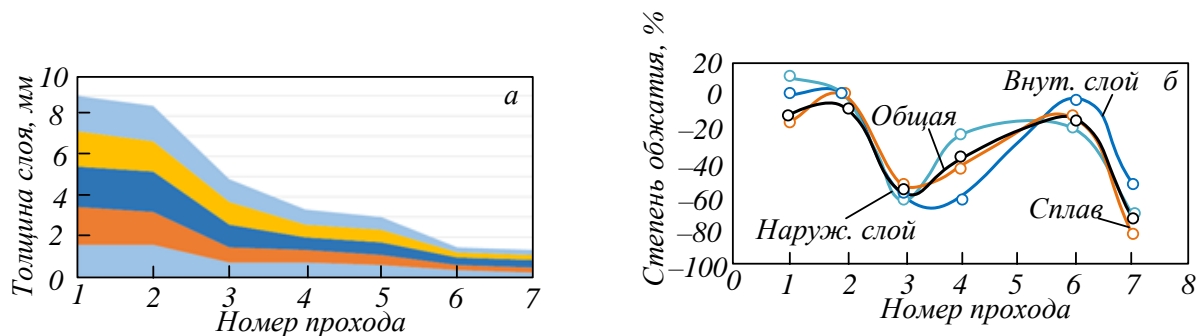 Толщина слоя, мм
10
8
6
4
2
0
а
1 2 3 4 5 6 7
Номер прохода
Степень обжатия, %
20
0
–20
–40
–60
–80
–100
Внут. слой
б
Общая
Наруж. слой
Сплав
0 1 2 3 4 5 6 7 8
Номер прохода